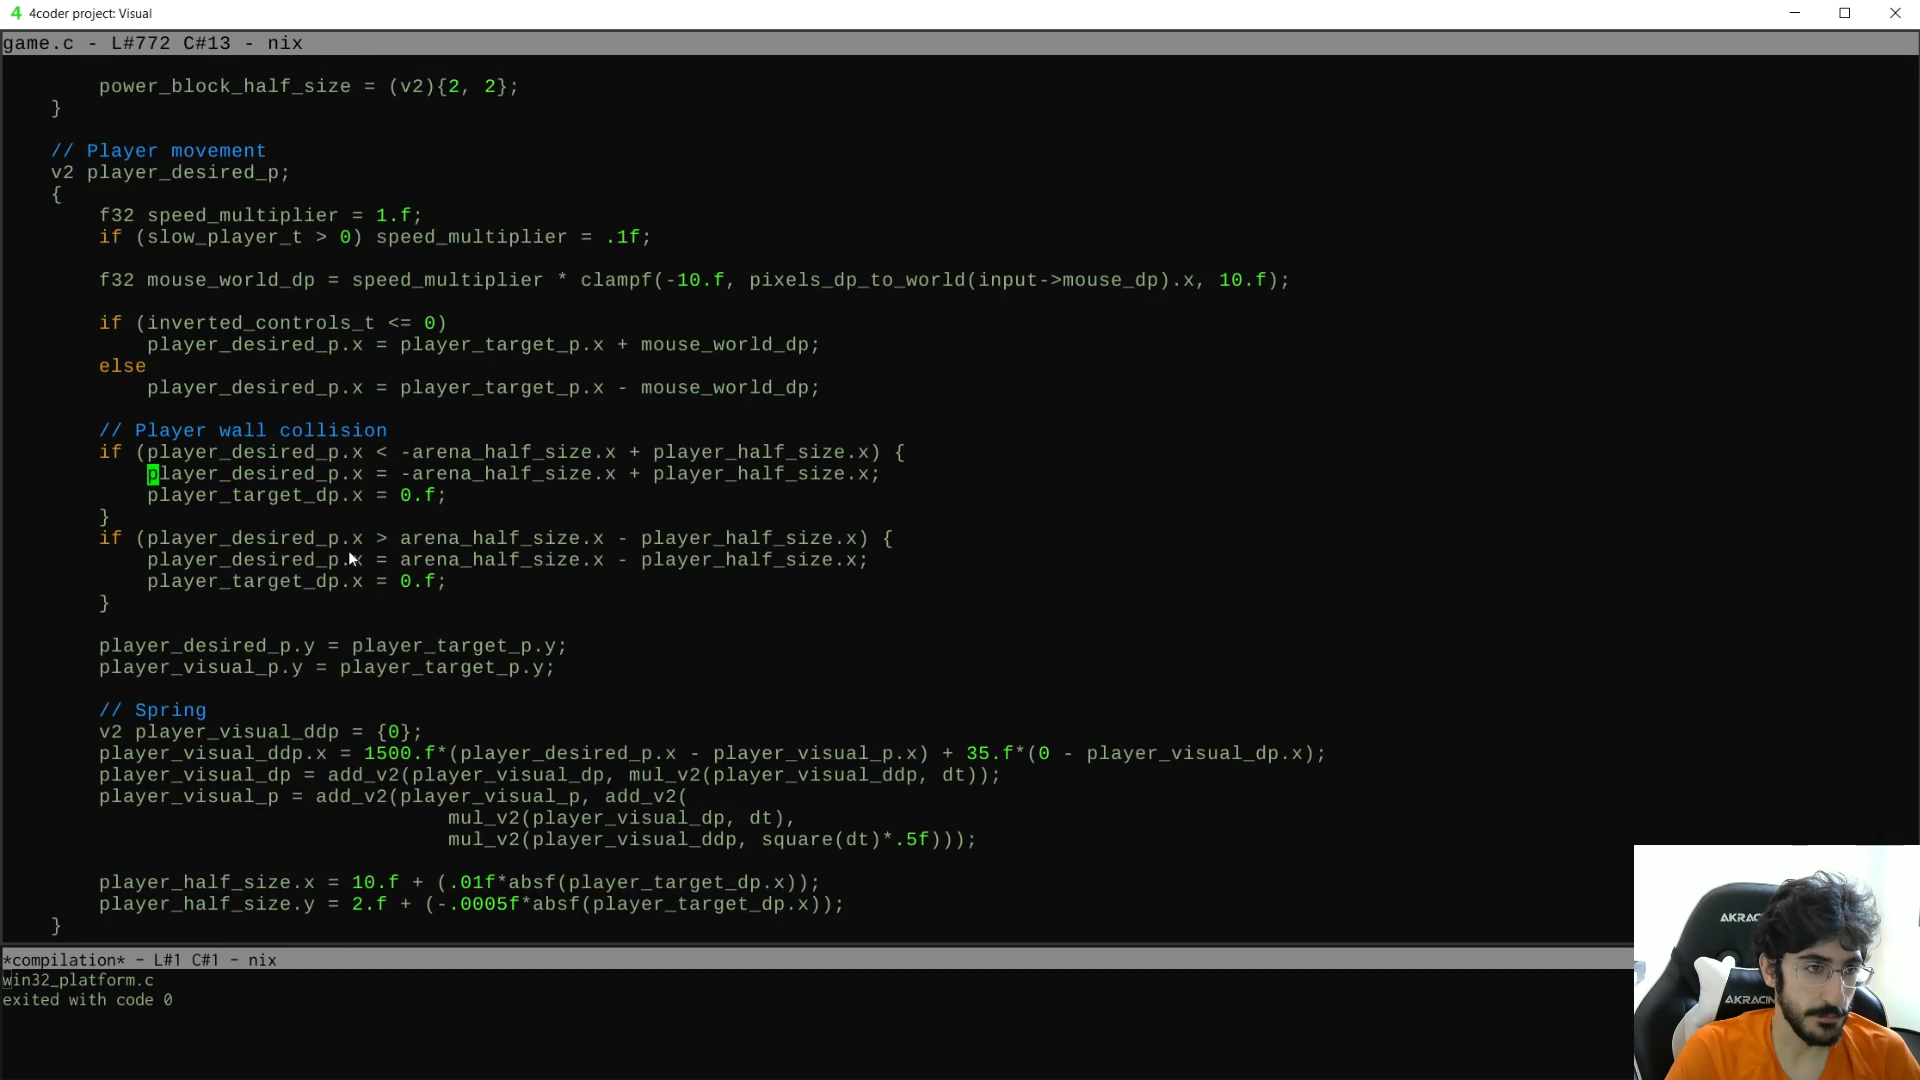 4 4coder project: Visual
game.c - L#772 C#13 - nix
power_block_half_size = (v2){2, 2};
}
// Player movement
v2 player_desired_p;
{
f32 speed_multiplier = 1.f;
if (slow_player_t > 0) speed_multiplier = .1f;
f32 mouse_world_dp = speed_multiplier * clampf(-10.f, pixels_dp_to_world(input->mouse_dp).x, 10.f);
if (inverted_controls_t <= 0)
player_desired_p.x = player_target_p.x + mouse_world_dp;
else
player_desired_p.x = player_target_p.x - mouse_world_dp;
// Player wall collision
if (player_desired_p.x < -arena_half_size.x + player_half_size.x) {
player_desired_p.x = -arena_half_size.x + player_half_size.x;
player_target_dp.x = 0.f;
}
if (player_desired_p.x > arena_half_size.x - player_half_size.x) {
player_desired_p.x = arena_half_size.x - player_half_size.x;
player_target_dp.x = 0.f;
}
player_desired_p.y = player_target_p.y;
player_visual_p.y = player_target_p.y;
// Spring
v2 player_visual_ddp = {0};
player_visual_ddp.x = 1500.f*(player_desired_p.x - player_visual_p.x) + 35.f*(0 - player_visual_dp.x);
player_visual_dp = add_v2(player_visual_dp, mul_v2(player_visual_ddp, dt));
player_visual_p = add_v2(player_visual_p, add_v2(
mul_v2(player_visual_dp, dt),
mul_v2(player_visual_ddp, square(dt)*.5f)));
player_half_size.x = 10.f + (.01f*absf(player_target_dp.x));
player_half_size.y = 2.f + (-.0005f*absf(player_target_dp.x));
}
*compilation* - L#1 C#1 - nix
win32_platform.c
exited with code 0
AKRACIN
AKRACIN